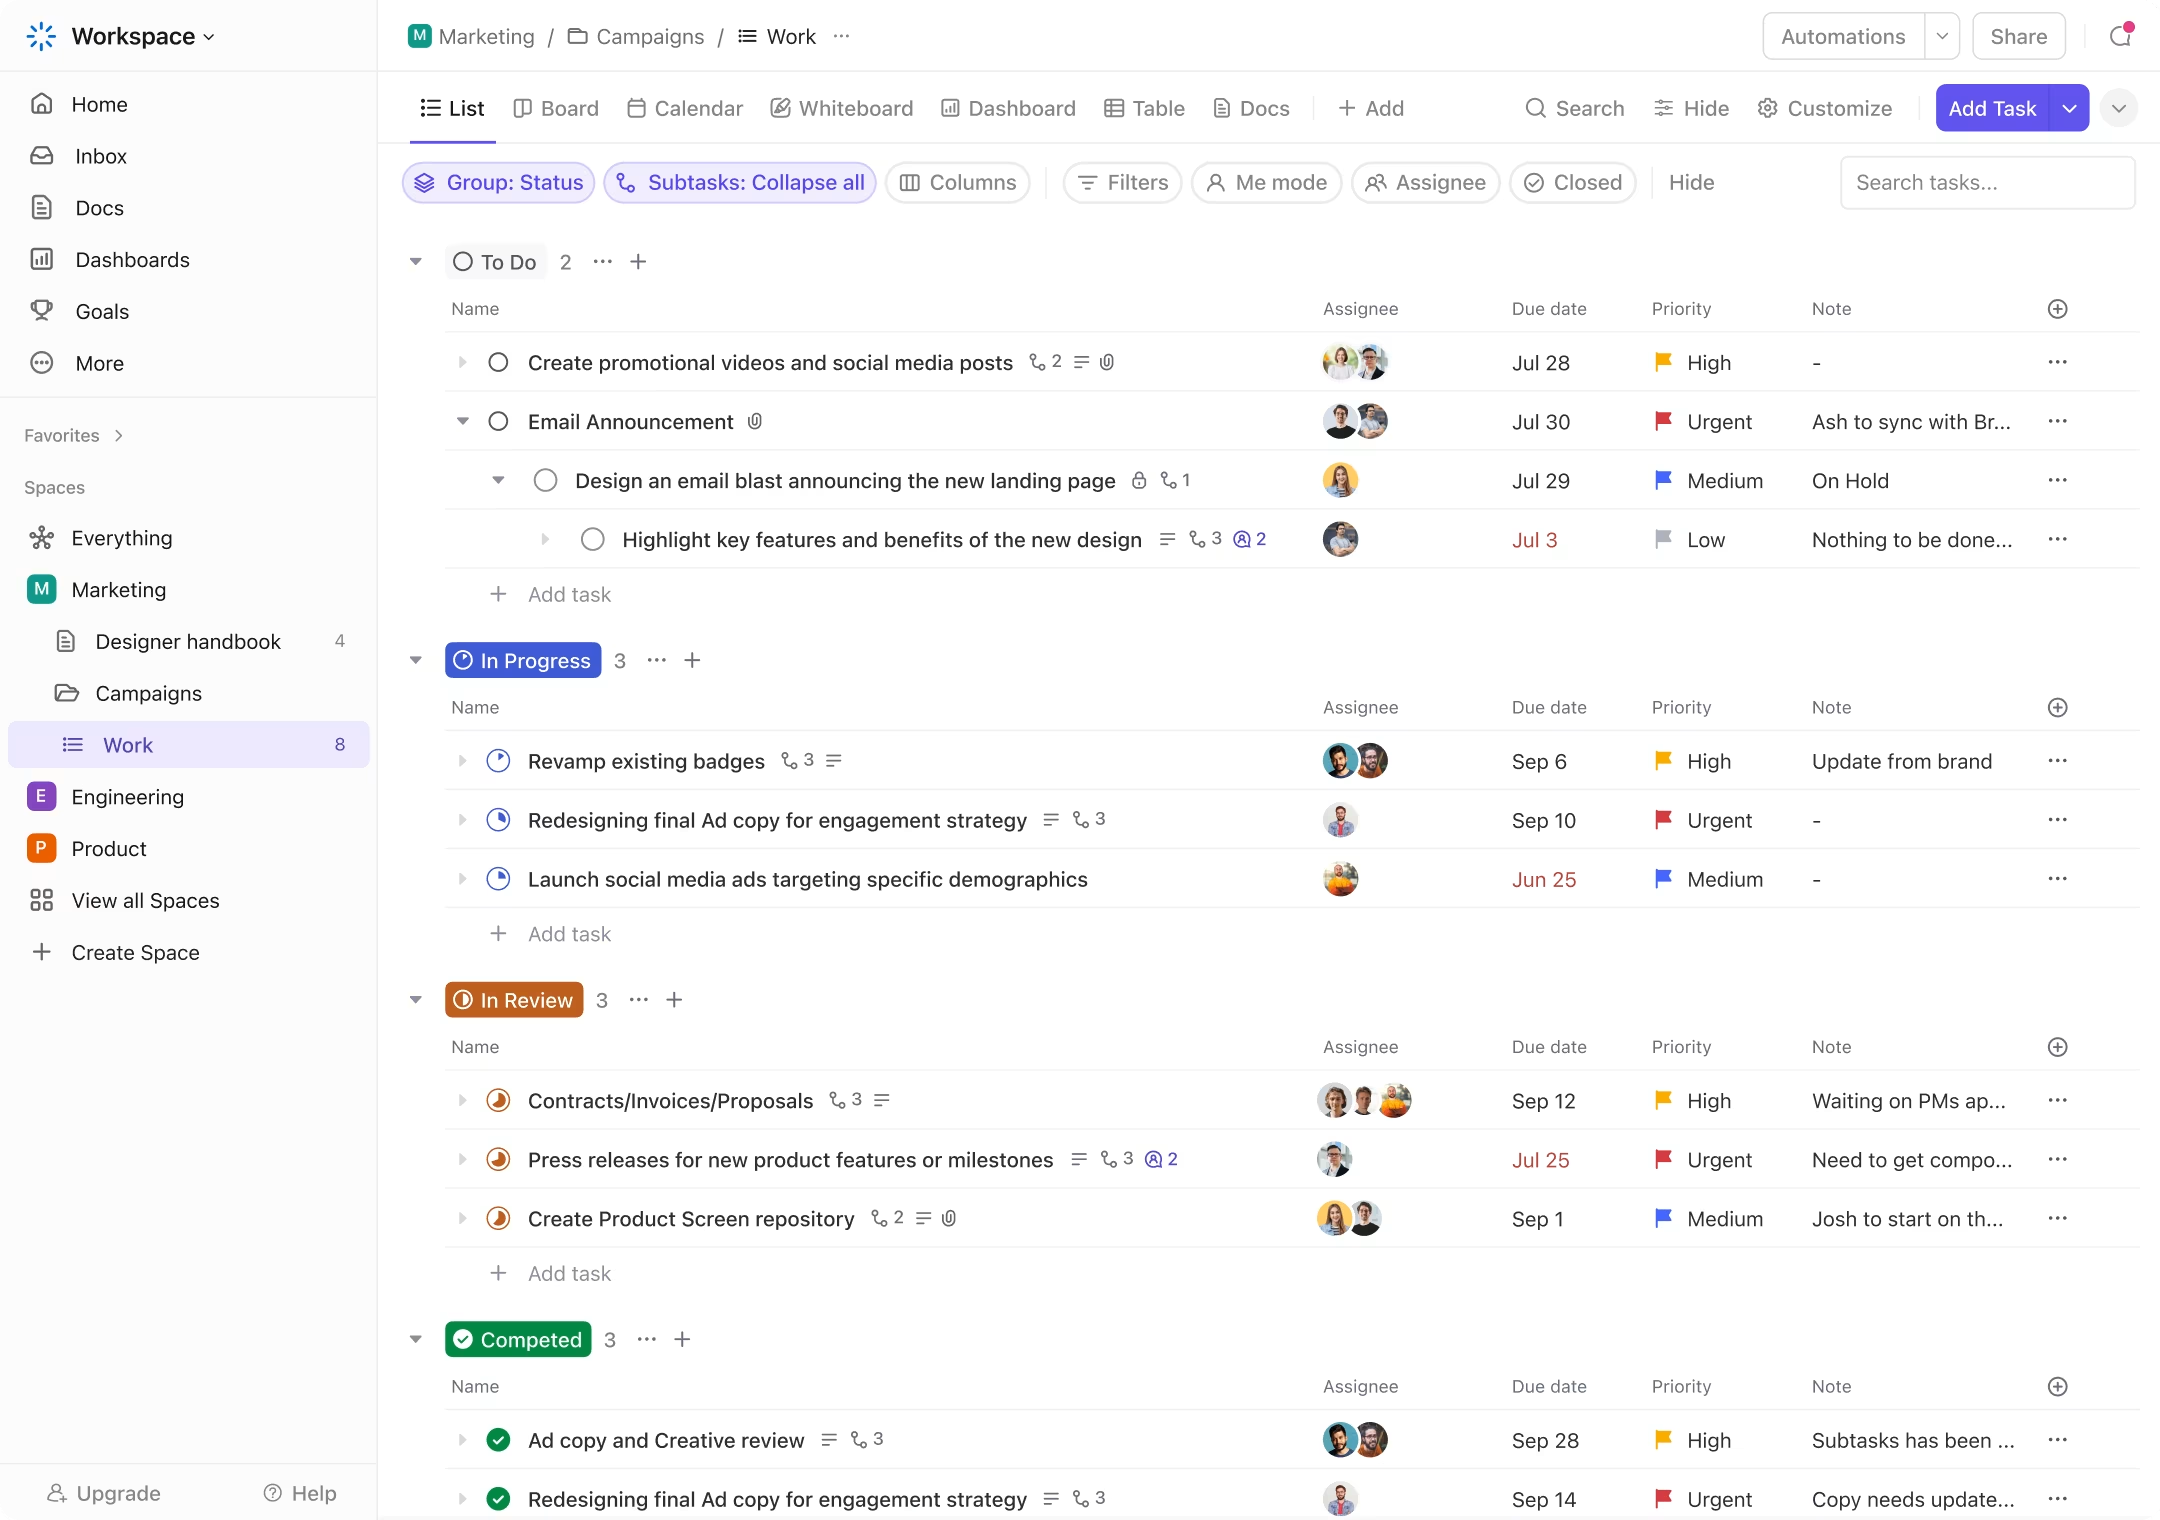 Workspace
Home
Inbox
Docs
Dashboards
Goals
More
Favorites
Spaces
Everything
M Marketing
Designer handbook 4
Campaigns
Work 8
E Engineering
P Product
View all Spaces
Create Space
Upgrade Help
M Marketing / Campaigns / Work ...
Automations Share
List Board Calendar Whiteboard Dashboard Table Docs + Add Search Hide Customize Add Task
Group: Status Subtasks: Collapse all Columns Filters Me mode Assignee Closed Hide Search tasks...
To Do 2 ... +
Name Assignee Due date Priority Note
Create promotional videos and social media posts 2 Jul 28 High - ...
Email Announcement Jul 30 Urgent Ash to sync with Br... ...
Design an email blast announcing the new landing page 1 Jul 29 Medium On Hold ...
Highlight key features and benefits of the new design 3 2 Jul 3 Low Nothing to be done... ...
+ Add task
In Progress 3 ... +
Name Assignee Due date Priority Note
Revamp existing badges 3 Sep 6 High Update from brand ...
Redesigning final Ad copy for engagement strategy 3 Sep 10 Urgent - ...
Launch social media ads targeting specific demographics Jun 25 Medium - ...
+ Add task
In Review 3 ... +
Name Assignee Due date Priority Note
Contracts/Invoices/Proposals 3 Sep 12 High Waiting on PMs ap... ...
Press releases for new product features or milestones 3 2 Jul 25 Urgent Need to get compo... ...
Create Product Screen repository 2 Sep 1 Medium Josh to start on th... ...
+ Add task
Competed 3 ... +
Name Assignee Due date Priority Note
Ad copy and Creative review 3 Sep 28 High Subtasks has been ... ...
Redesigning final Ad copy for engagement strategy 3 Sep 14 Urgent Copy needs update... ...